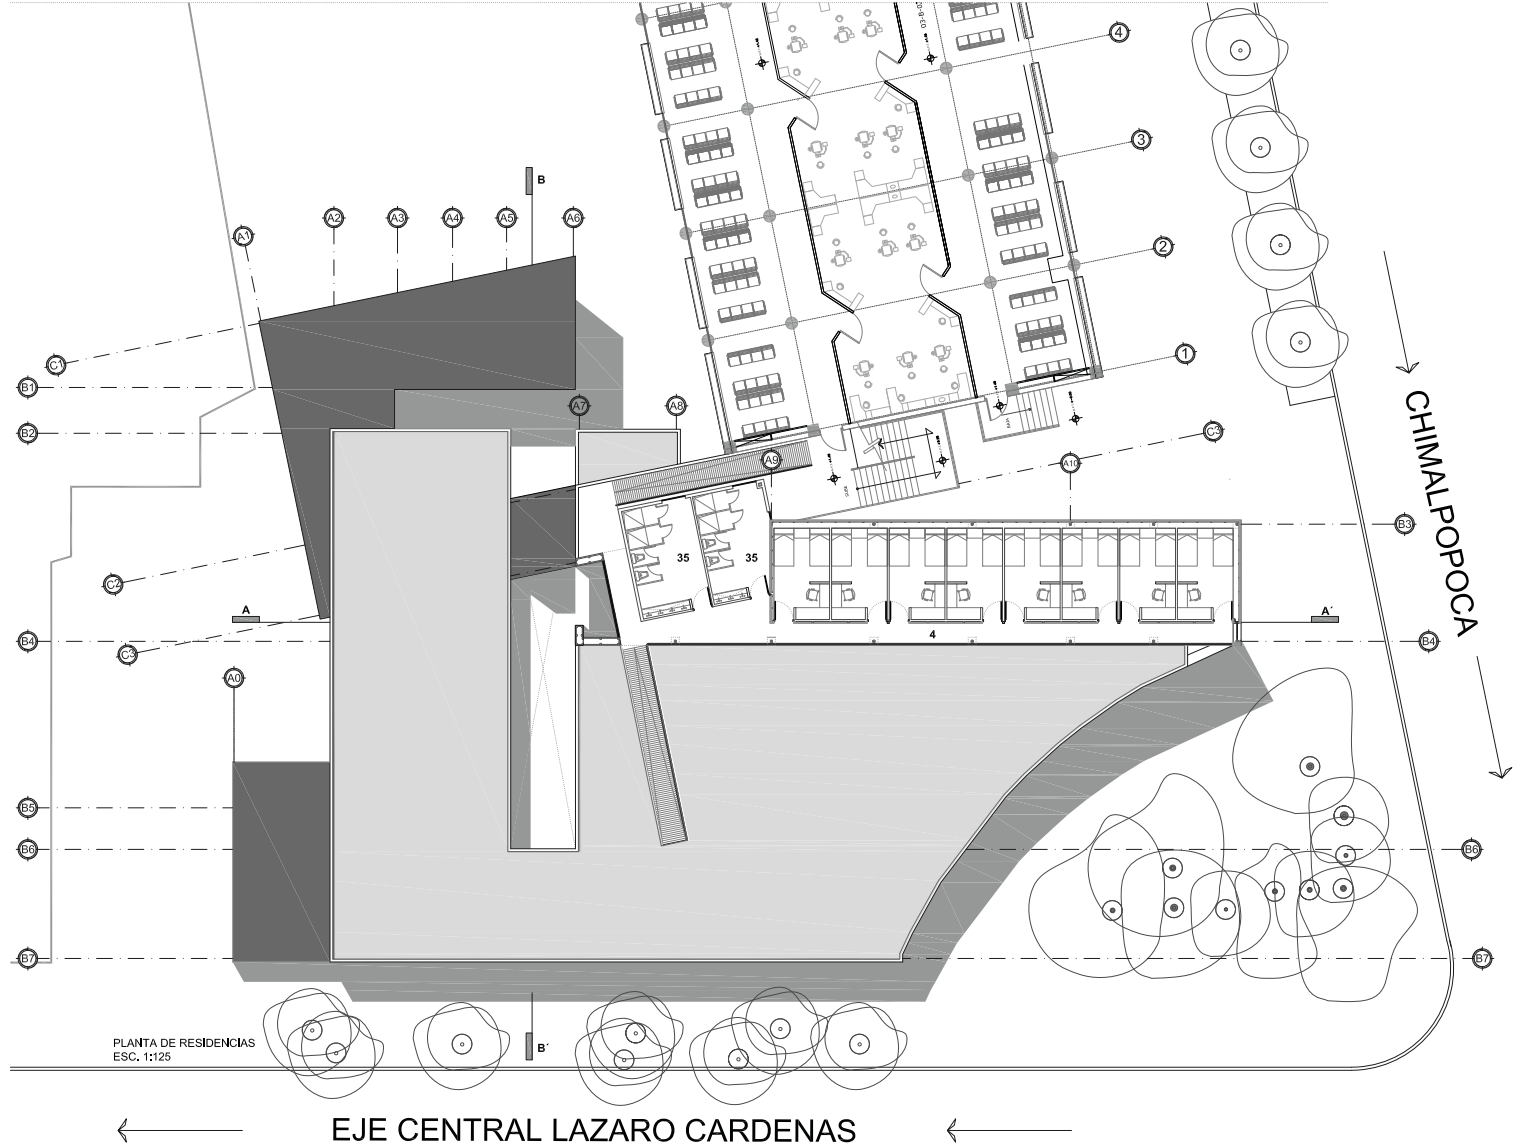 4
3
B
A2
A3
A4
A5
A6
A1
2
1
C1
B1
A7
A8
B2
C3
A9
A10
B3
35
35
C2
A
A´
4
B4
B4
C3
A0
CHIMALPOPOCA
B5
B6
B6
B7
B7
PLANTA DE RESIDENCIAS
ESC. 1:125
B´
EJE CENTRAL LAZARO CARDENAS